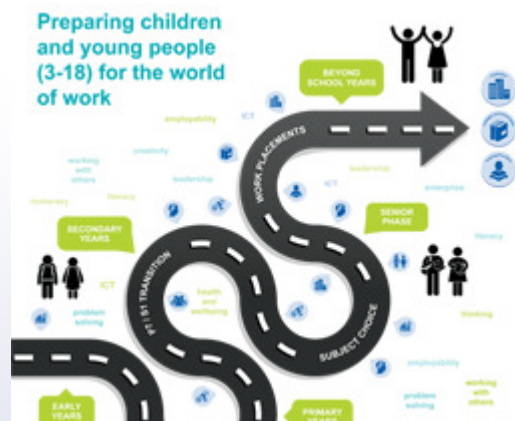 Preparing children
and young people
(3-18) for the world
of work
BEYOND
SCHOOL YEARS
employability
ICT
creativity
working
with
others
leadership
resiliency
literacy
WORK PLACEMENTS
leadership
ICT
enterprise
SECONDARY
YEARS
SENIOR
PHASE
literacy
P7 / S1 TRANSITION
ICT
health
and
wellbeing
problem
solving
thinking
SUBJECT CHOICE
employability
problem
solving
working
with
others
EARLY
YEARS
PRIMARY
YEARS